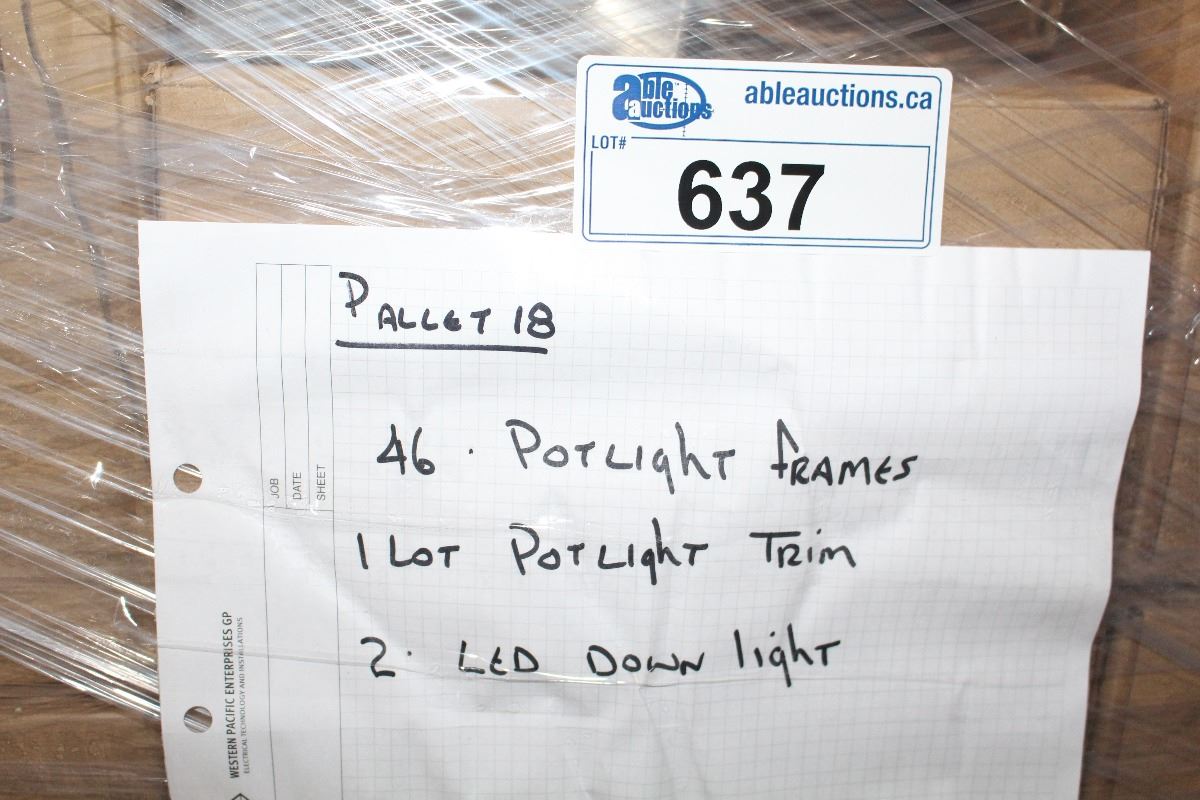 able auctions
ableauctions.ca
LOT#
637
PALLET 18
46 · POTLIGHT FRAMES
1 LOT POTLIGHT TRIM
2 · LED DOWN LIGHT
JOB
DATE
SHEET
WESTERN PACIFIC ENTERPRISES GP
ELECTRICAL TECHNOLOGY AND INSTALLATIONS